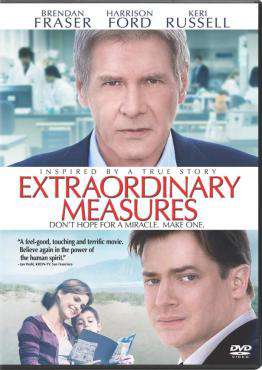 BRENDAN FRASER HARRISON FORD KERI RUSSELL
INSPIRED BY A TRUE STORY
EXTRAORDINARY
MEASURES
DON'T HOPE FOR A MIRACLE. MAKE ONE.
"A feel-good, touching and terrific movie.
Believe again in the power of
the human spirit."
DVD
VIDEO